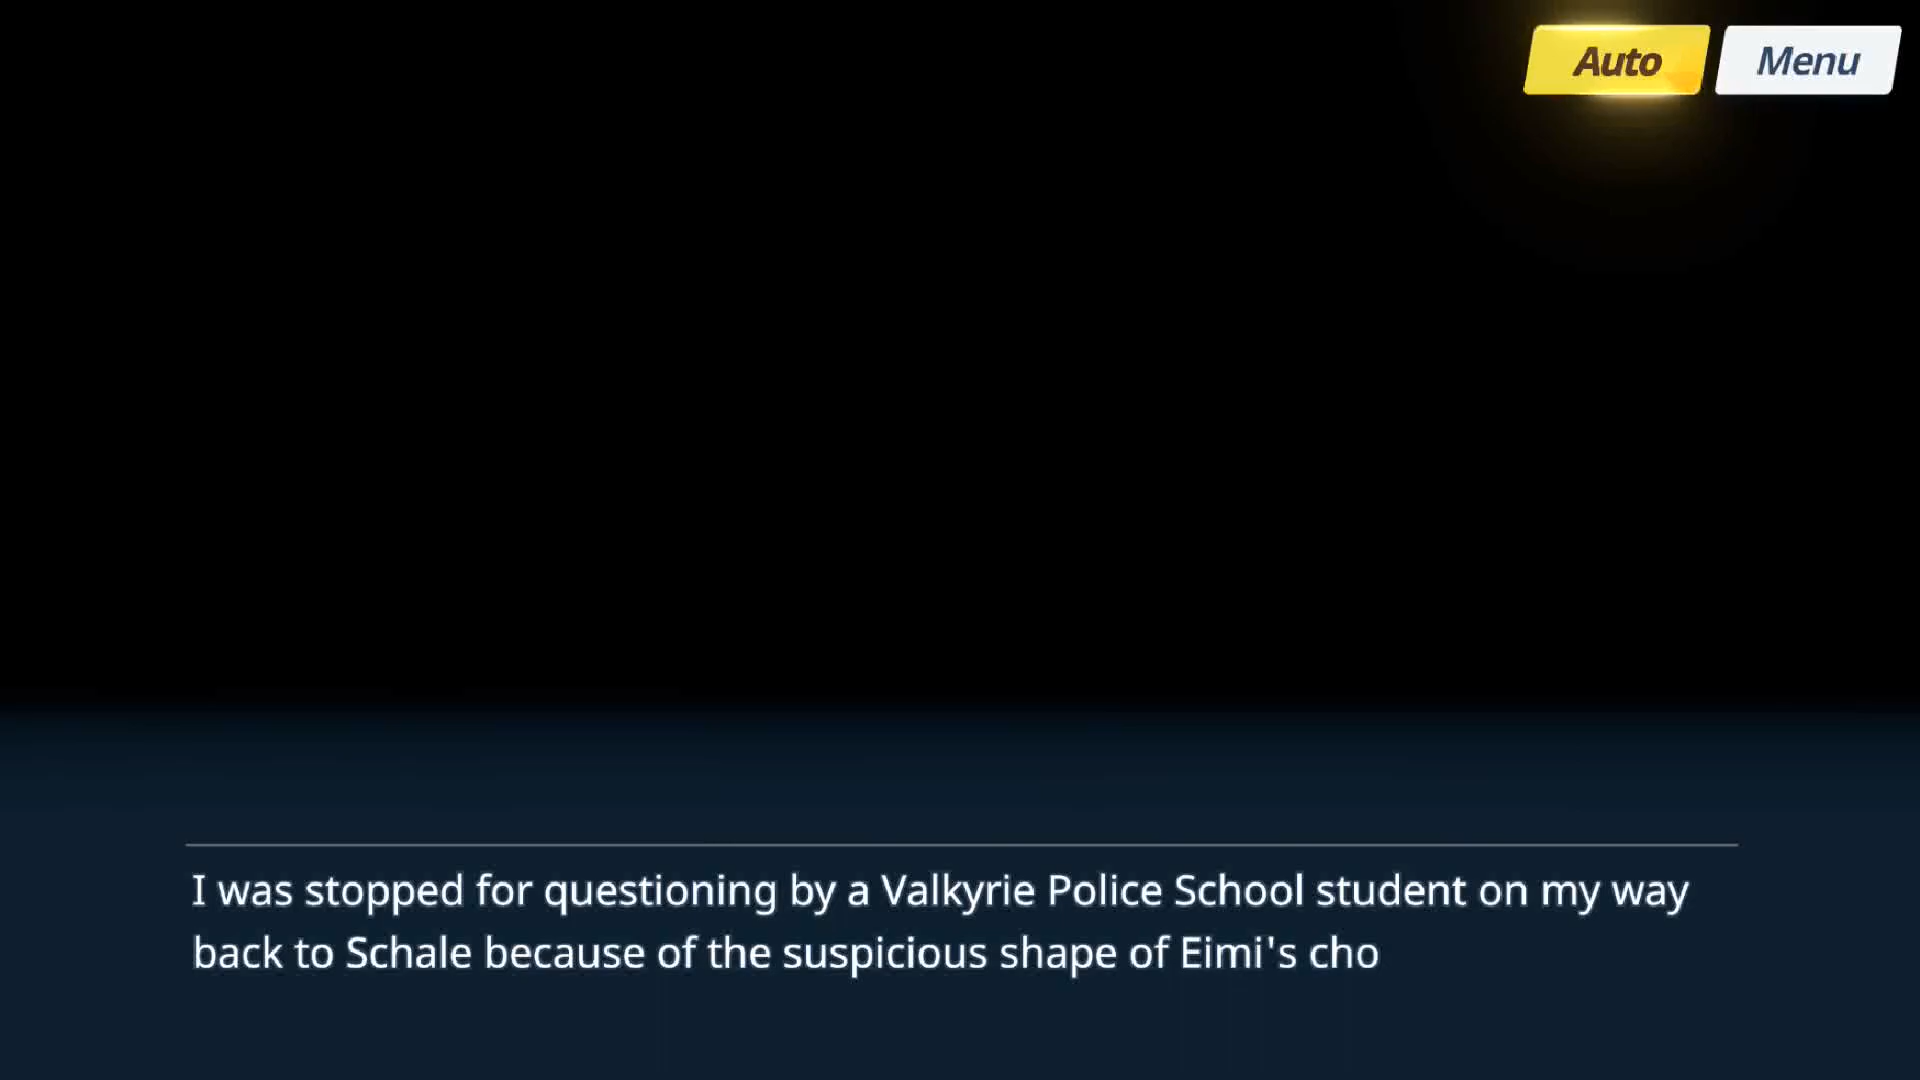 Auto
Menu
I was stopped for questioning by a Valkyrie Police School student on my way
back to Schale because of the suspicious shape of Eimi's cho